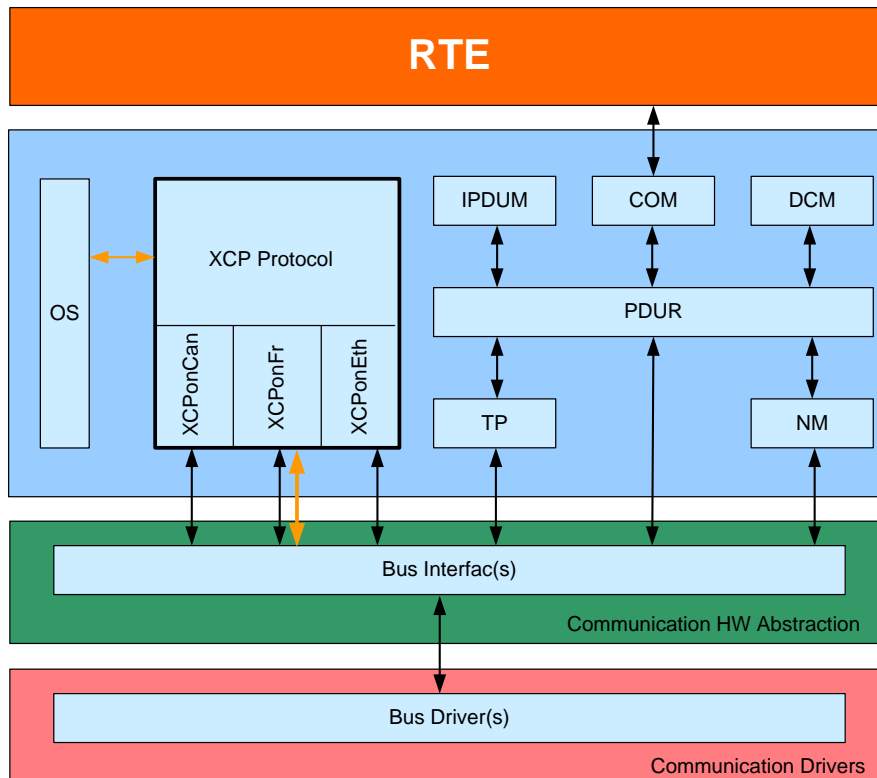 RTE
IPDUM
COM
DCM
XCP Protocol
OS
PDUR
XCPonCan
XCPonFr
XCPonEth
TP
NM
Bus Interfac(s)
Communication HW Abstraction
Bus Driver(s)
Communication Drivers